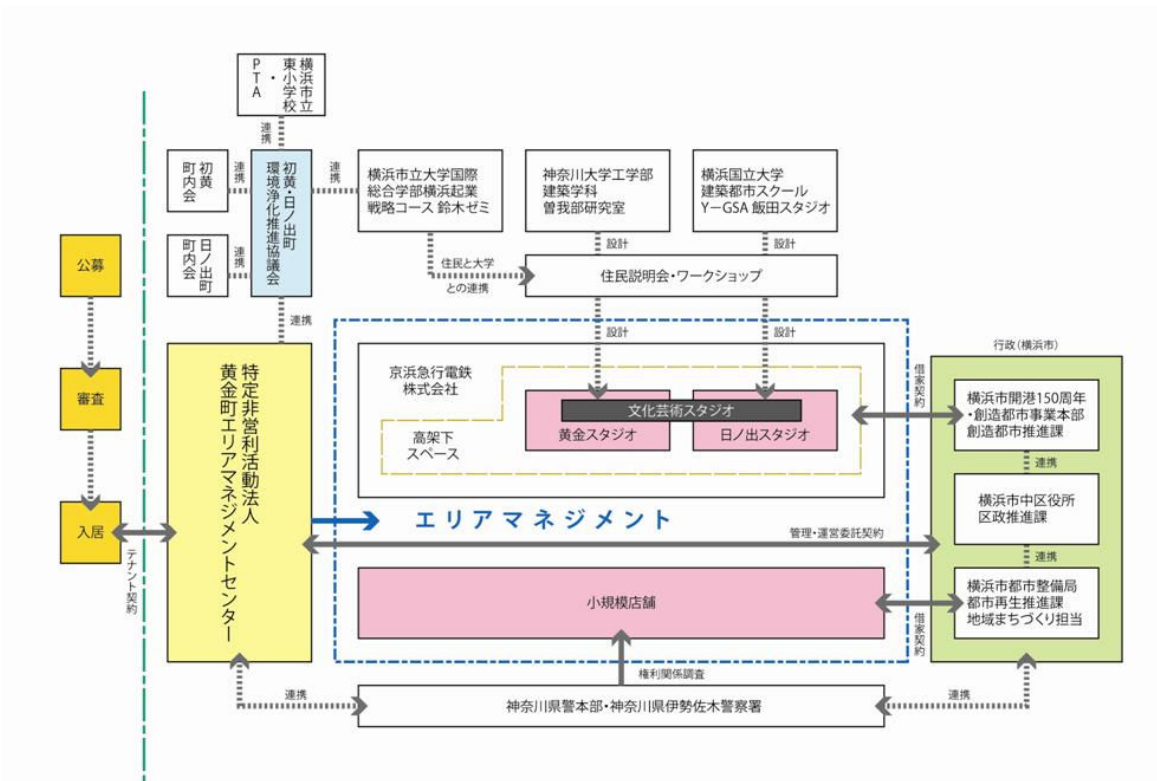 横浜市立
東小学校
・
PTA
連携
初黄
町内会
連携
初黄・日ノ出町
環境浄化推進協議会
連携
日ノ出町
町内会
連携
横浜市立大学国際
総合学部横浜起業
戦略コース 鈴木ゼミ
神奈川大学工学部
建築学科
曽我部研究室
横浜国立大学
建築都市スクール
Y－GSA 飯田スタジオ
設計
設計
住民と大学
との連携
住民説明会・ワークショップ
公募
審査
入居
テナント契約
連携
設計
設計
特定非営利活動法人
黄金町エリアマネジメントセンター
京浜急行電鉄
株式会社
高架下
スペース
文化芸術スタジオ
黄金スタジオ
日ノ出スタジオ
借家契約
行政（横浜市）
横浜市開港150周年
・創造都市事業本部
創造都市推進課
連携
横浜市中区役所
区政推進課
連携
横浜市都市整備局
都市再生推進課
地域まちづくり担当
エリアマネジメント
管理・運営委託契約
小規模店舗
借家契約
権利関係調査
連携
神奈川県警本部・神奈川県伊勢佐木警察署
連携